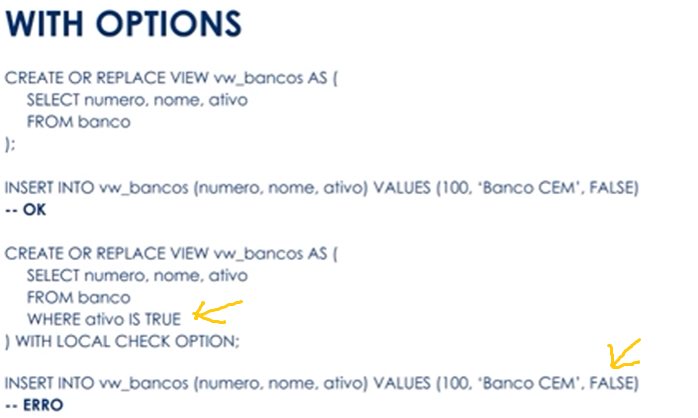 WITH OPTIONS
CREATE OR REPLACE VIEW vw_bancos AS (
SELECT numero, nome, ativo
FROM banco
);
INSERT INTO vw_bancos (numero, nome, ativo) VALUES (100, ‘Banco CEM’, FALSE)
-- OK
CREATE OR REPLACE VIEW vw_bancos AS (
SELECT numero, nome, ativo
FROM banco
WHERE ativo IS TRUE
) WITH LOCAL CHECK OPTION;
INSERT INTO vw_bancos (numero, nome, ativo) VALUES (100, ‘Banco CEM’, FALSE)
-- ERRO